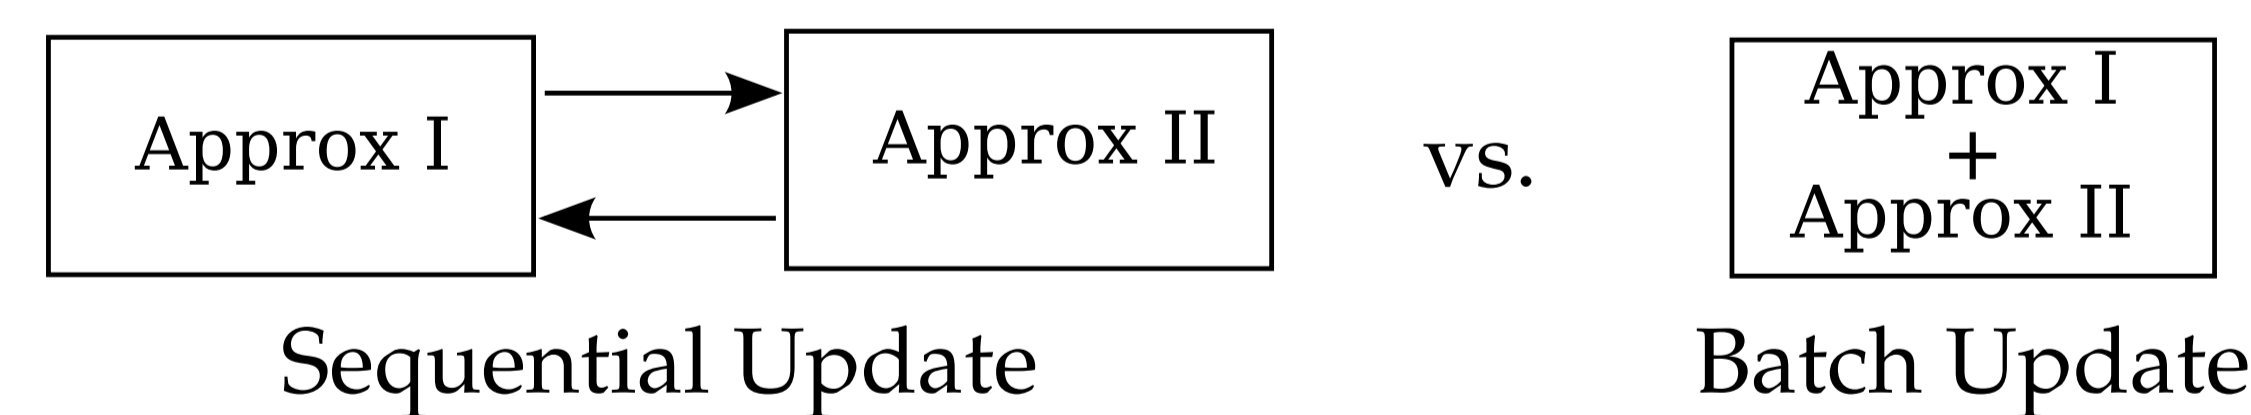 Approx I
Approx II
vs.
Approx I
+
Approx II
Sequential Update
Batch Update